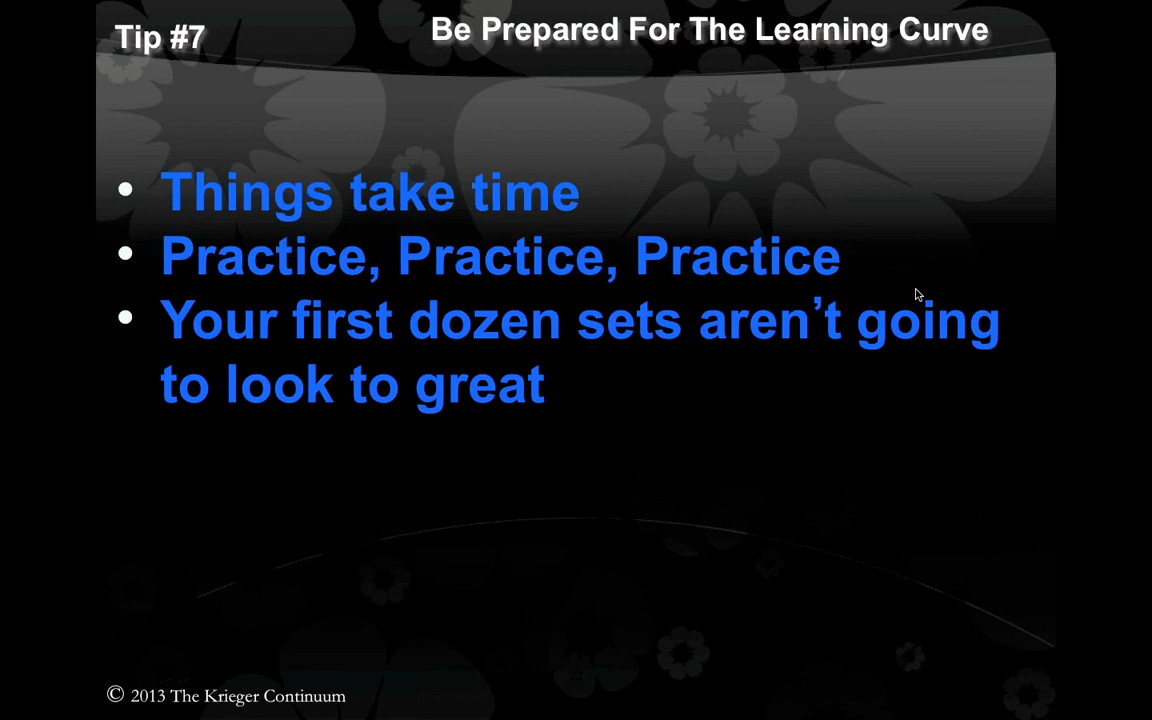 Tip #7
Be Prepared For The Learning Curve
• Things take time
• Practice, Practice, Practice
• Your first dozen sets aren’t going
to look to great
© 2013 The Krieger Continuum